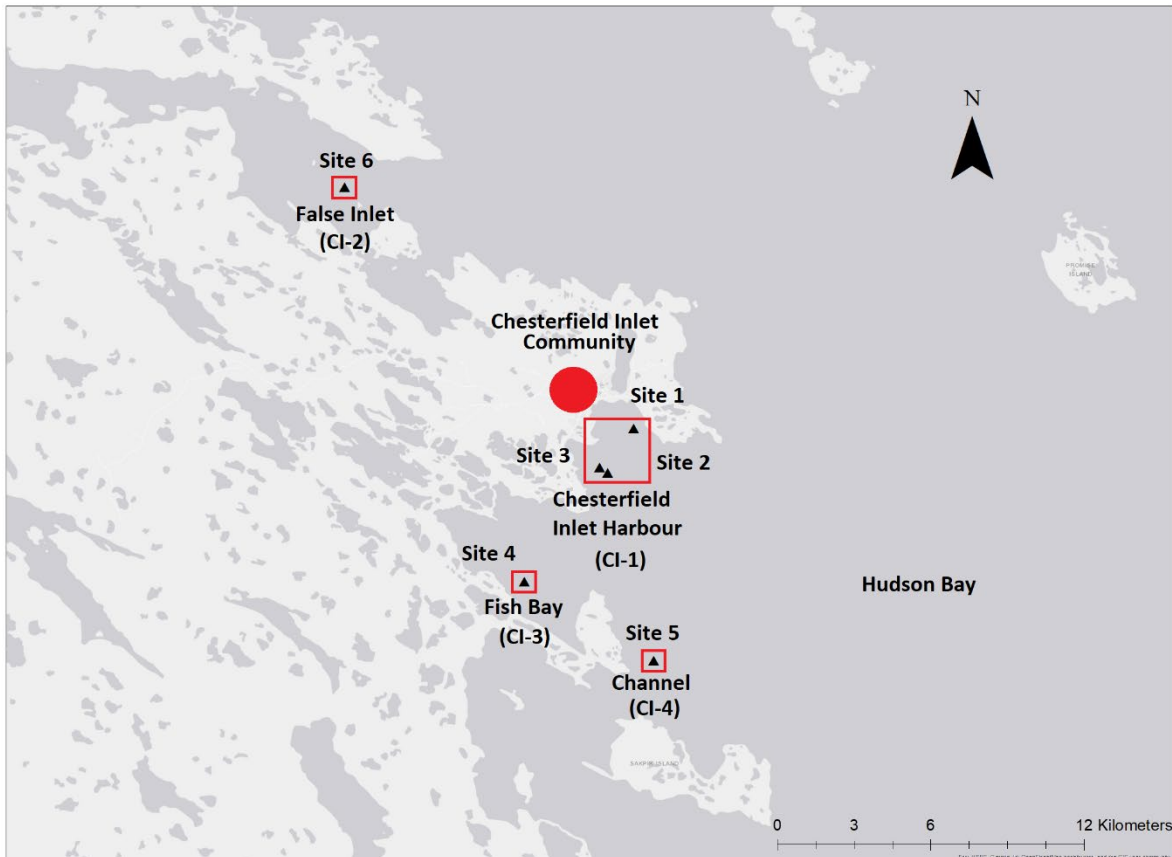 N
Site 6
False Inlet
(CI-2)
PROMISE
ISLAND
Chesterfield Inlet
Community
Site 1
Site 3
Site 2
Chesterfield
Inlet Harbour
(CI-1)
Site 4
Fish Bay
(CI-3)
Hudson Bay
Site 5
Channel
(CI-4)
0 3 6 12 Kilometers